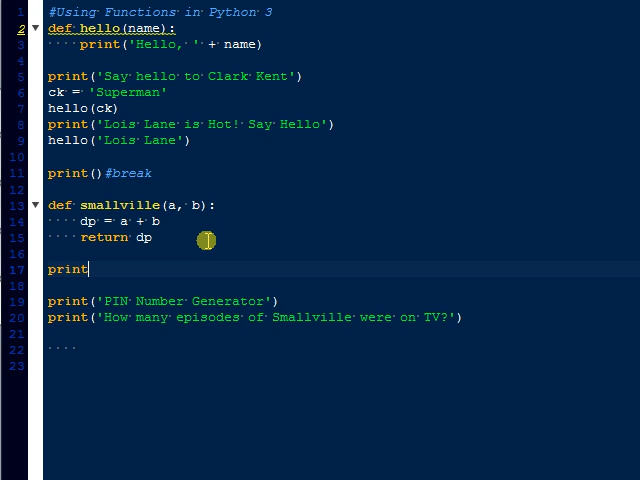 1 #Using Functions in Python 3
2 def hello(name):
3 print('Hello, ' + name)
4
5 print('Say hello to Clark Kent')
6 ck = 'Superman'
7 hello(ck)
8 print('Lois Lane is Hot! Say Hello')
9 hello('Lois Lane')
10
11 print()#break
12
13 def smallville(a, b):
14 dp = a + b
15 return dp
16
17 print
18
19 print('PIN Number Generator')
20 print('How many episodes of Smallville were on TV?')
21
22
23